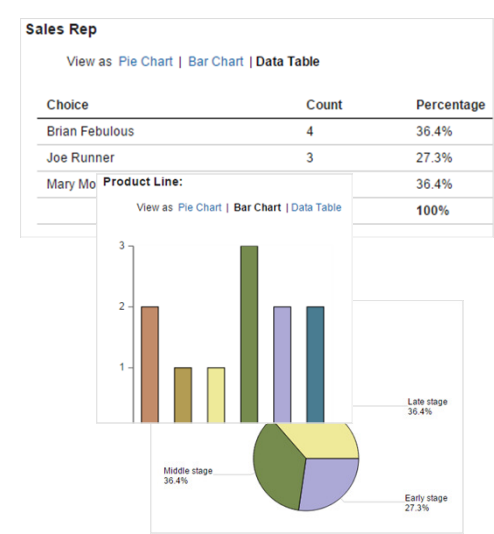 Sales Rep
View as Pie Chart | Bar Chart | Data Table
Choice Count Percentage
Brian Febulous 4 36.4%
Joe Runner 3 27.3%
Mary Mo 36.4%
100%
Product Line:
View as Pie Chart | Bar Chart | Data Table
3
2
1
Late stage
36.4%
Middle stage
36.4%
Early stage
27.3%